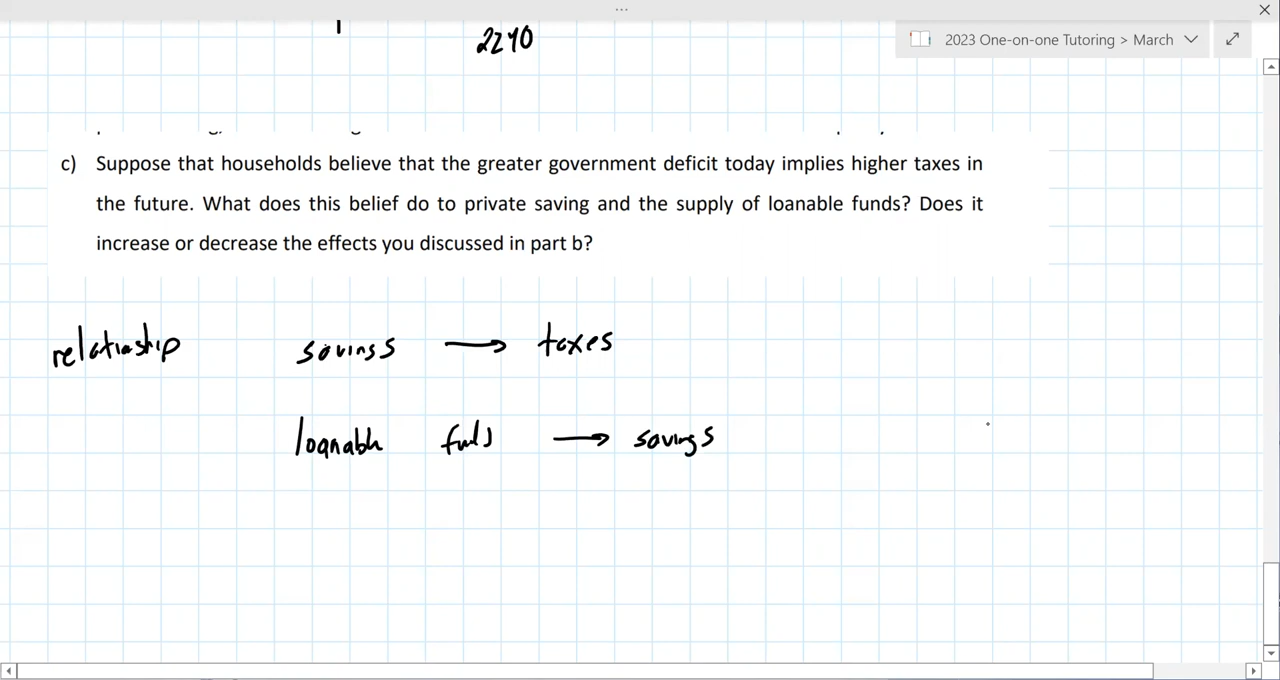 2023 One-on-one Tutoring > March
2240
c) Suppose that households believe that the greater government deficit today implies higher taxes in
the future. What does this belief do to private saving and the supply of loanable funds? Does it
increase or decrease the effects you discussed in part b?
relationship savings → taxes
loanable funds → savings